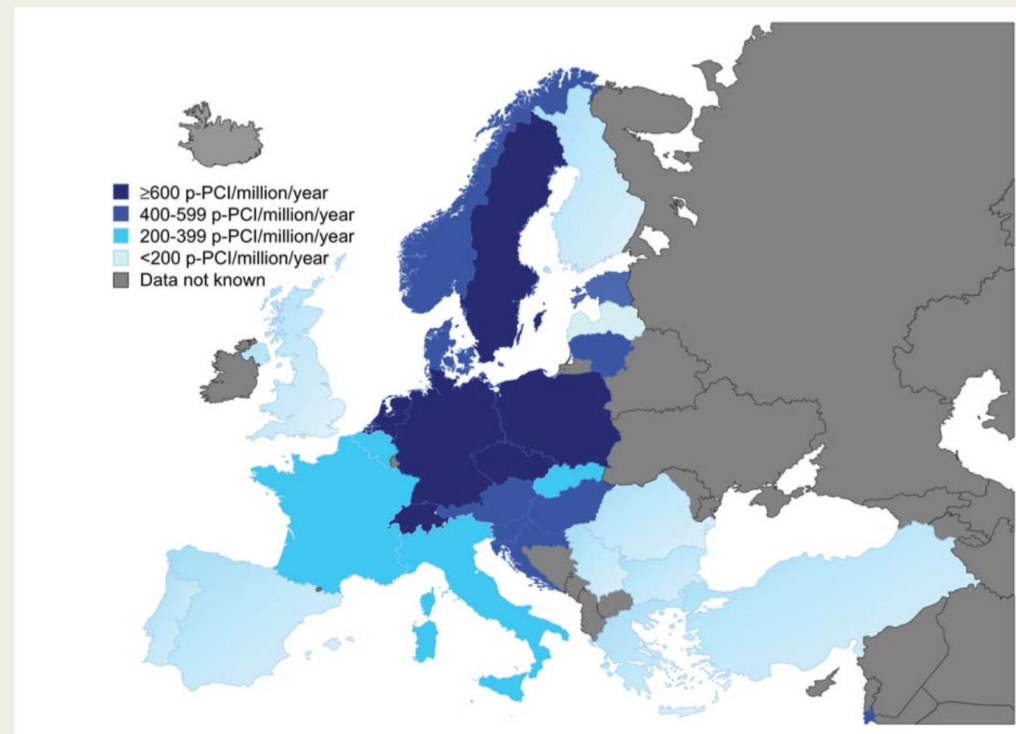 ≥600 p-PCI/million/year
400-599 p-PCI/million/year
200-399 p-PCI/million/year
<200 p-PCI/million/year
Data not known